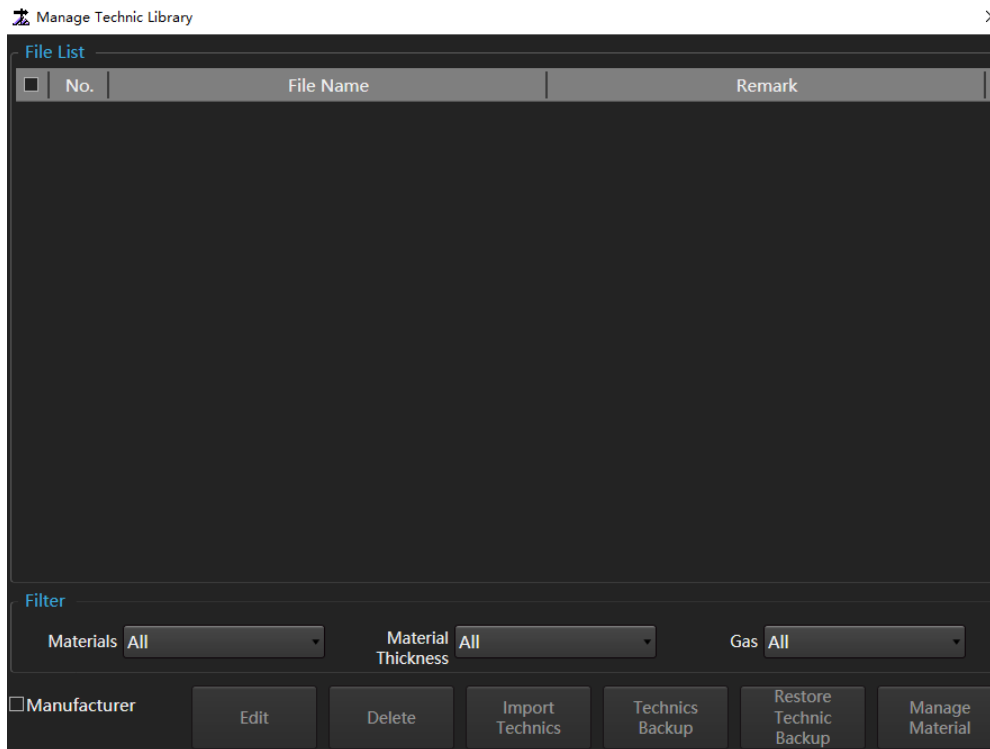 Manage Technic Library
File List
No. File Name Remark
Filter
Materials All Material Thickness All Gas All
Manufacturer
Edit
Delete
Import
Technics
Technics
Backup
Restore
Technic
Backup
Manage
Material